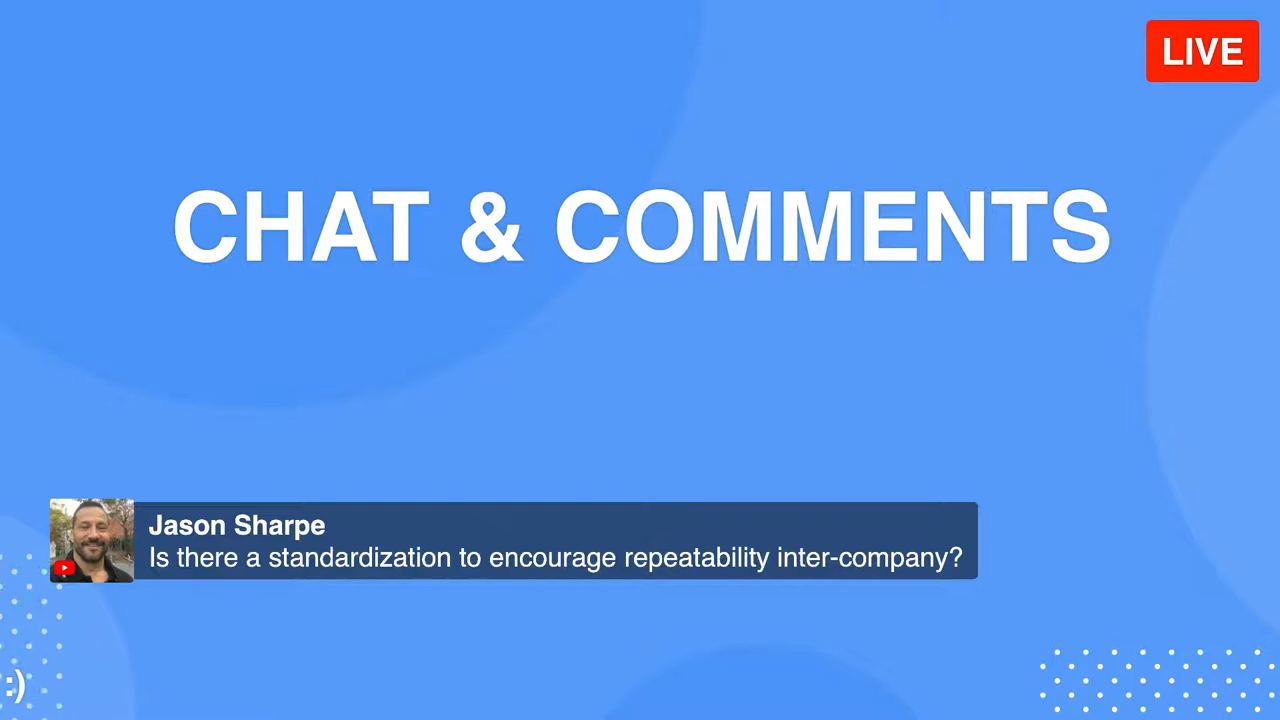 LIVE
CHAT & COMMENTS
Jason Sharpe
Is there a standardization to encourage repeatability inter-company?
:)